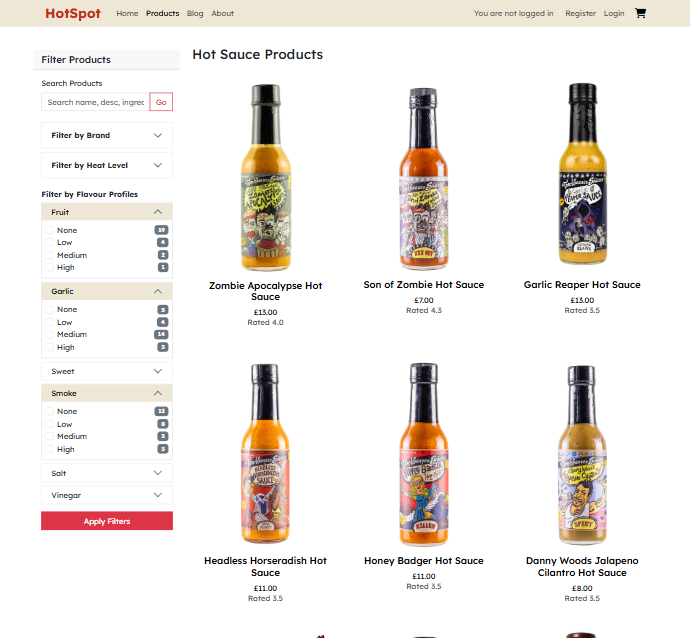 HotSpot Home Products Blog About You are not logged in Register Login
Filter Products
Search Products
Search name, desc, ingrec Go
Filter by Brand
Filter by Heat Level
Filter by Flavour Profiles
Fruit
None 19
Low 4
Medium 2
High 1
Garlic
None 5
Low 4
Medium 14
High 3
Sweet
Smoke
None 12
Low 8
Medium 3
High 3
Salt
Vinegar
Apply Filters
Hot Sauce Products
Zombie Apocalypse Hot
Sauce
£13.00
Rated 4.0
Son of Zombie Hot Sauce
£7.00
Rated 4.3
Garlic Reaper Hot Sauce
£13.00
Rated 3.5
Headless Horseradish Hot
Sauce
£11.00
Rated 3.5
Honey Badger Hot Sauce
£11.00
Rated 3.5
Danny Woods Jalapeno
Cilantro Hot Sauce
£8.00
Rated 3.5